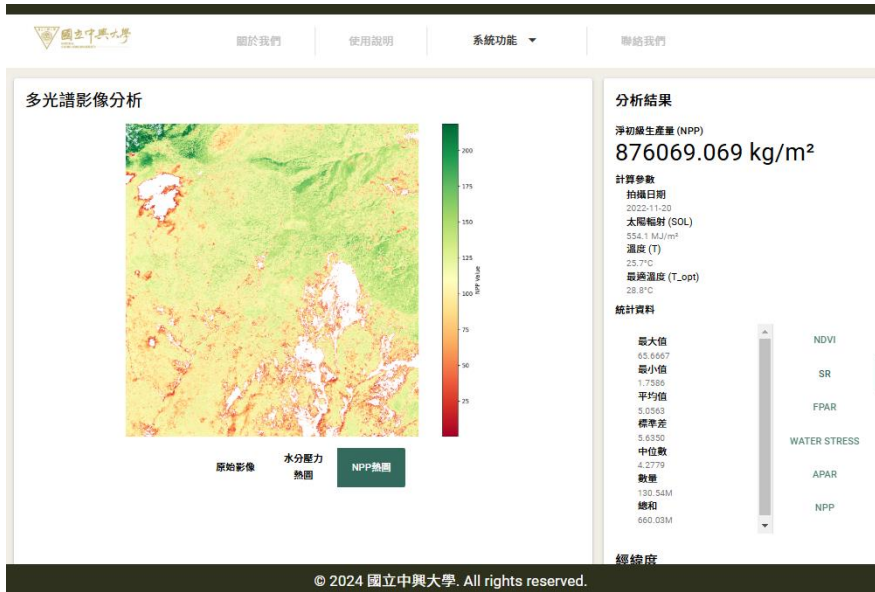 國立中興大學
關於我們
使用說明
系統功能
聯絡我們
多光譜影像分析
200
175
150
125
100
75
50
25
NPP Value
原始影像
水分壓力
熱圖
NPP熱圖
分析結果
淨初級生產量 (NPP)
876069.069 kg/m²
計算參數
拍攝日期
2022-11-20
太陽輻射 (SOL)
554.1 MJ/m²
溫度 (T)
25.7°C
最適溫度 (T_opt)
28.8°C
統計資料
最大值
65.6667
最小值
1.7586
平均值
5.0563
標準差
5.6350
中位數
4.2779
數量
130.54M
總和
660.03M
NDVI
SR
FPAR
WATER STRESS
APAR
NPP
經緯度
© 2024 國立中興大學. All rights reserved.